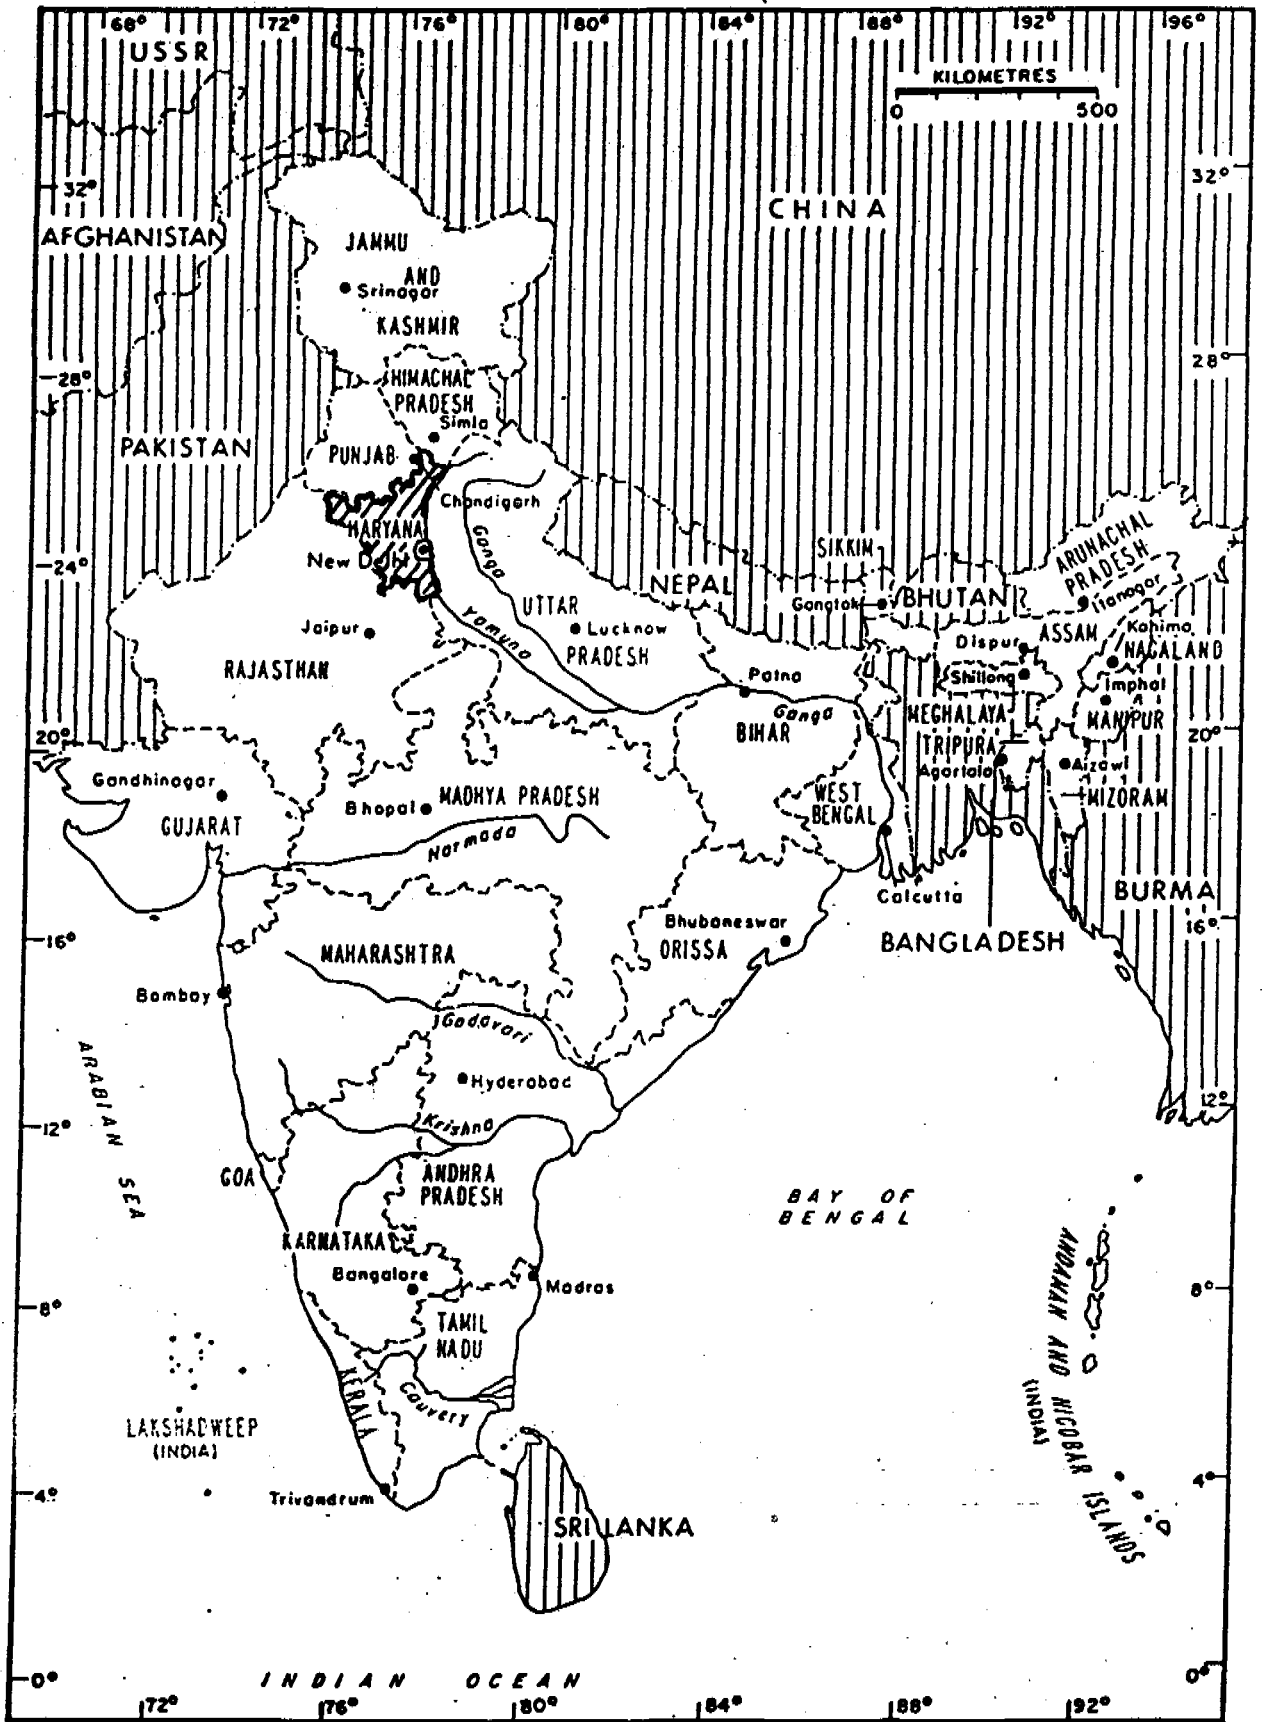 68° 72° 76° 80° 84° 88° 92° 96°
USSR
KILOMETRES
0 500
32° 32°
CHINA
AFGHANISTAN
JAMMU
AND
Srinagar
KASHMIR
28° 28°
HIMACHAL
PRADESH
Simla
PAKISTAN
PUNJAB
Chandigarh
HARYANA
New Delhi
Ganga
24°
NEPAL
SIKKIM
ARUNACHAL
PRADESH
Gangtok
BHUTAN
Itanagar
UTTAR
PRADESH
Lucknow
Yamuna
Jaipur
RAJASTHAN
Dispur
ASSAM
Kohima
NAGALAND
Shillong
Imphal
Patna
Ganga
BIHAR
MEGHALAYA
MANIPUR
TRIPURA
20° 20°
Agartala
Aizawl
MIZORAM
Gandhinagar
GUJARAT
Bhopal
MADHYA PRADESH
Narmada
WEST
BENGAL
Calcutta
BURMA
16° 16°
BANGLADESH
Bhubaneswar
ORISSA
MAHARASHTRA
Bombay
Godavari
Hyderabad
ARABIAN SEA
12° 12°
Krishna
GOA
ANDHRA
PRADESH
BAY OF
BENGAL
KARNATAKA
Bangalore
Madras
8° 8°
TAMIL
NADU
KERALA
Cauvery
LAKSHADWEEP
(INDIA)
ANDAMAN AND NICOBAR ISLANDS
(INDIA)
4° 4°
Trivandrum
SRI LANKA
INDIAN OCEAN
0° 0°
72° 76° 80° 84° 88° 92°